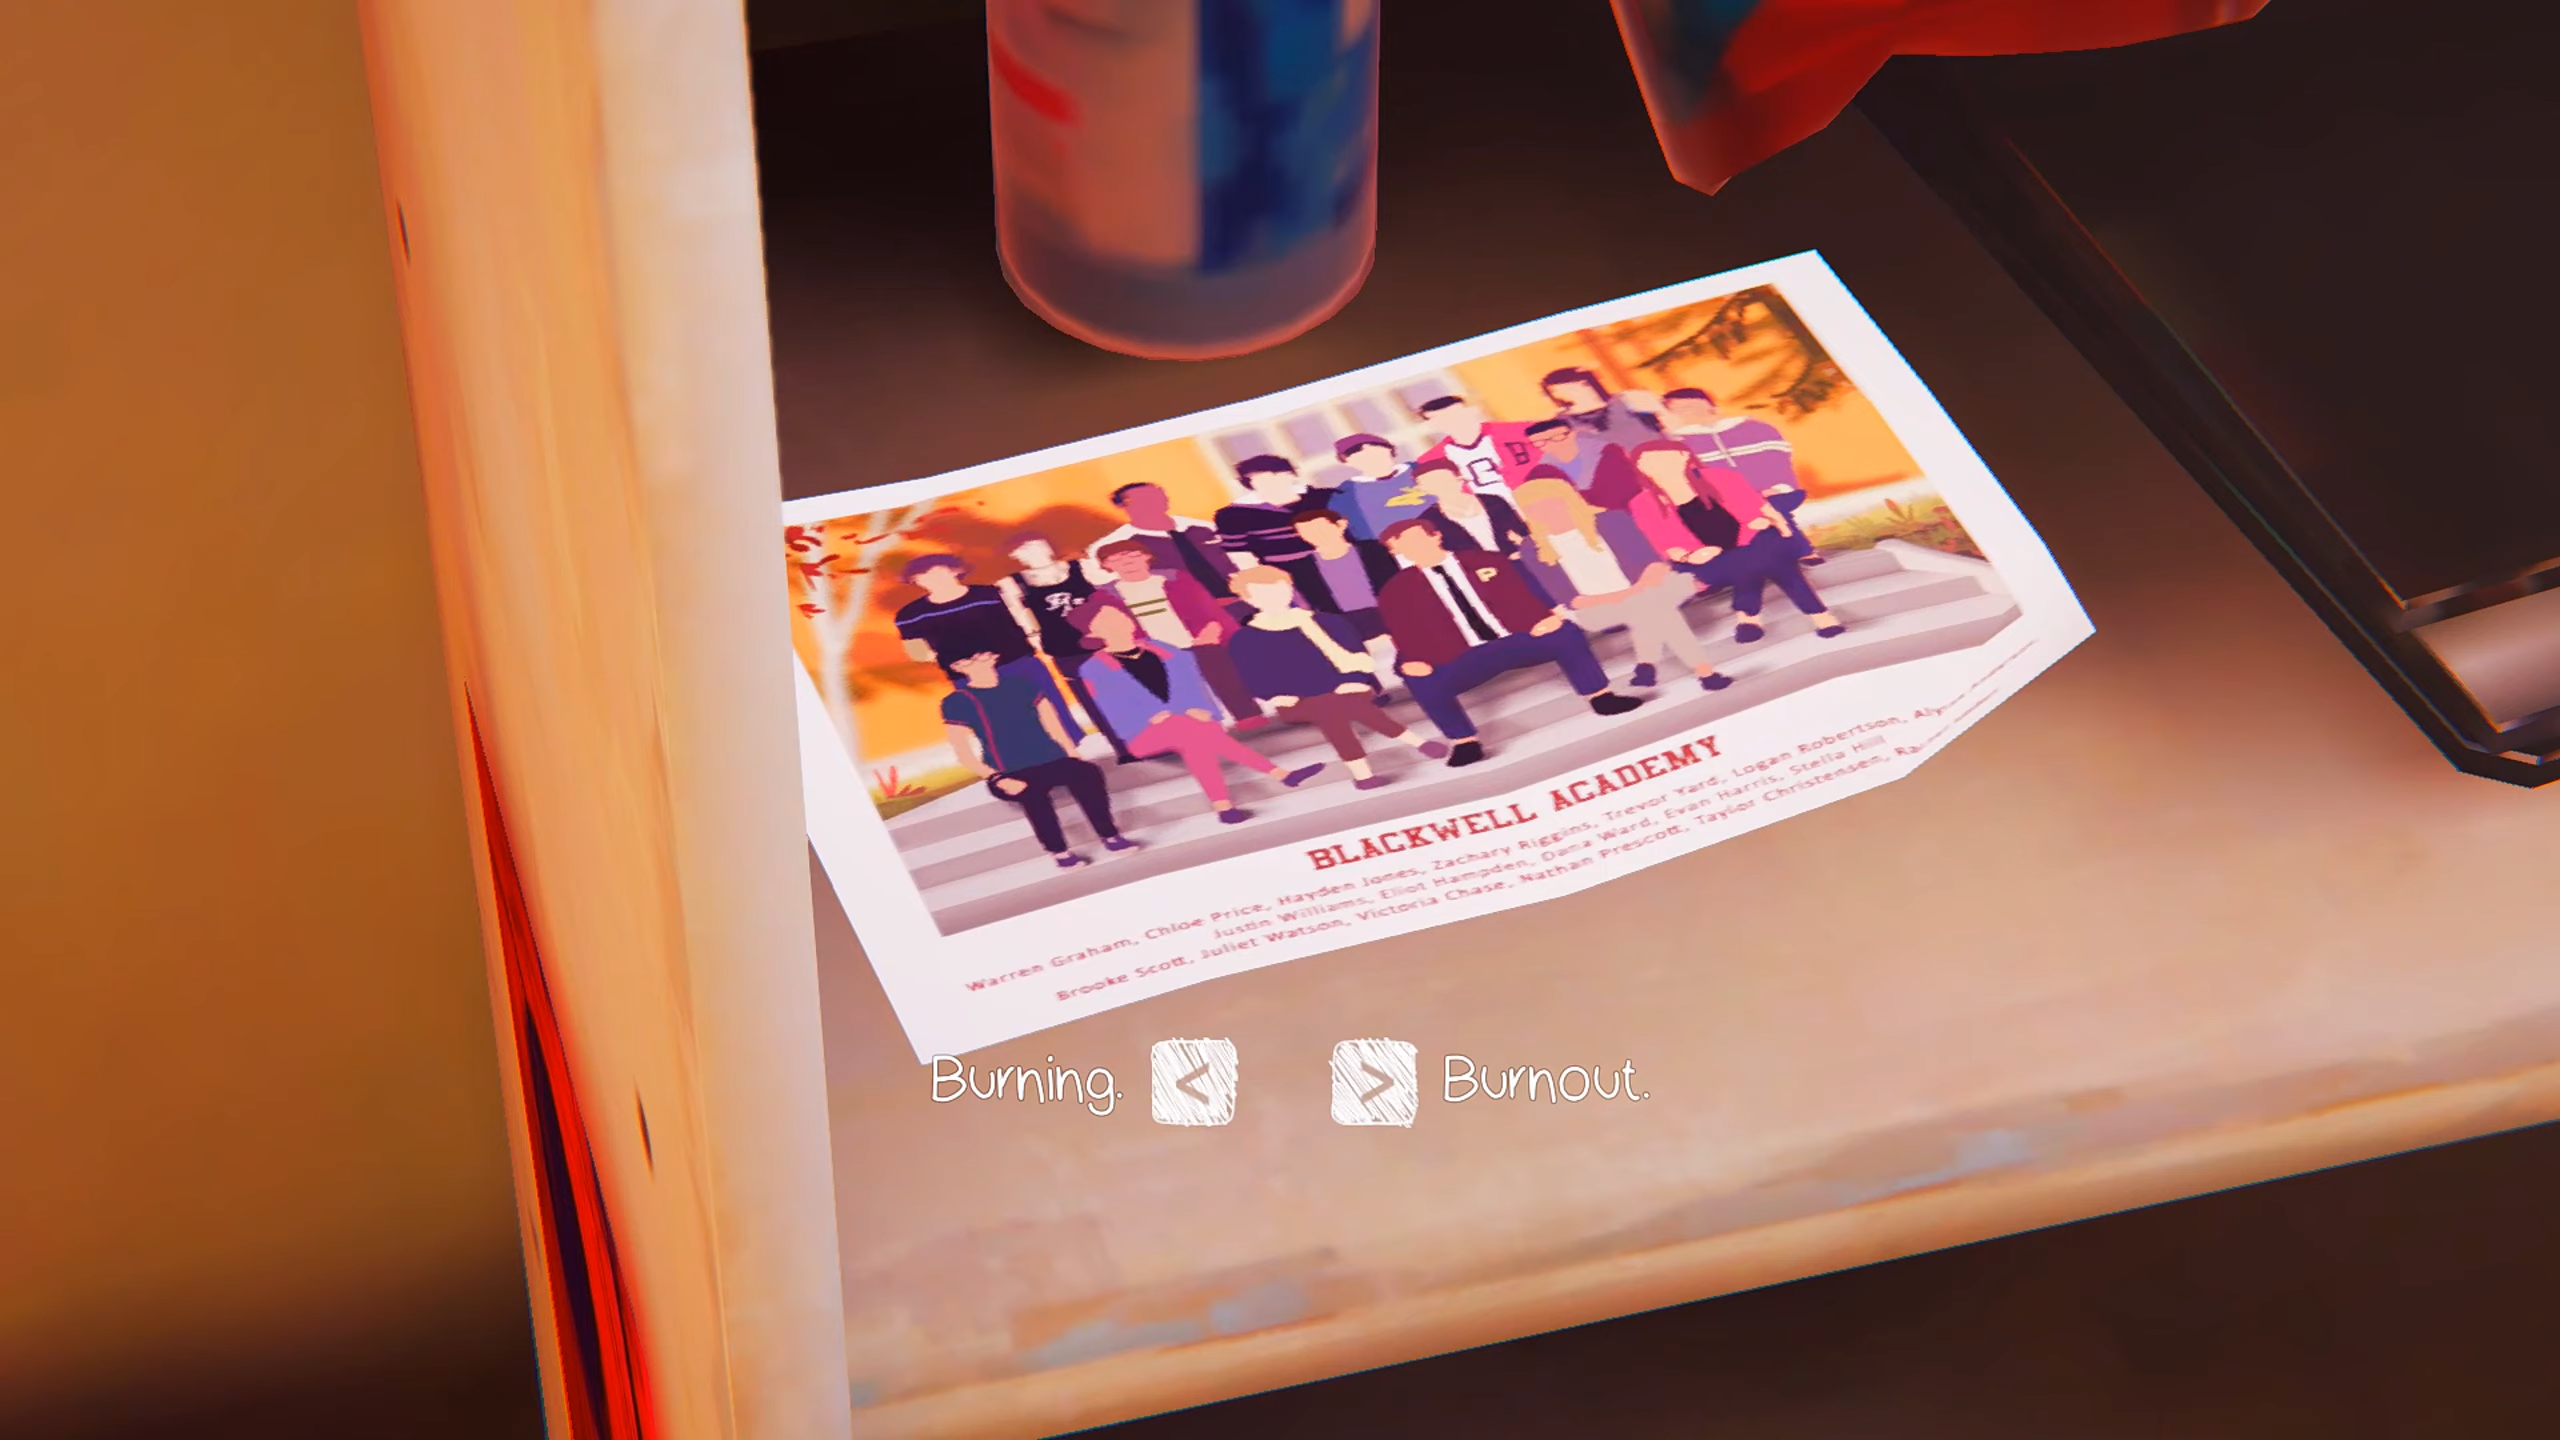 BLACKWELL ACADEMY
Warren Graham, Chloe Price, Hayden Jones, Zachary Riggins, Trevor Yard, Logan Robertson,
Justin Williams, Eliot Hampden, Dana Ward, Evan Harris, Stella Hill
Brooke Scott, Juliet Watson, Victoria Chase, Nathan Prescott, Taylor Christensen,
Burning. < > Burnout.